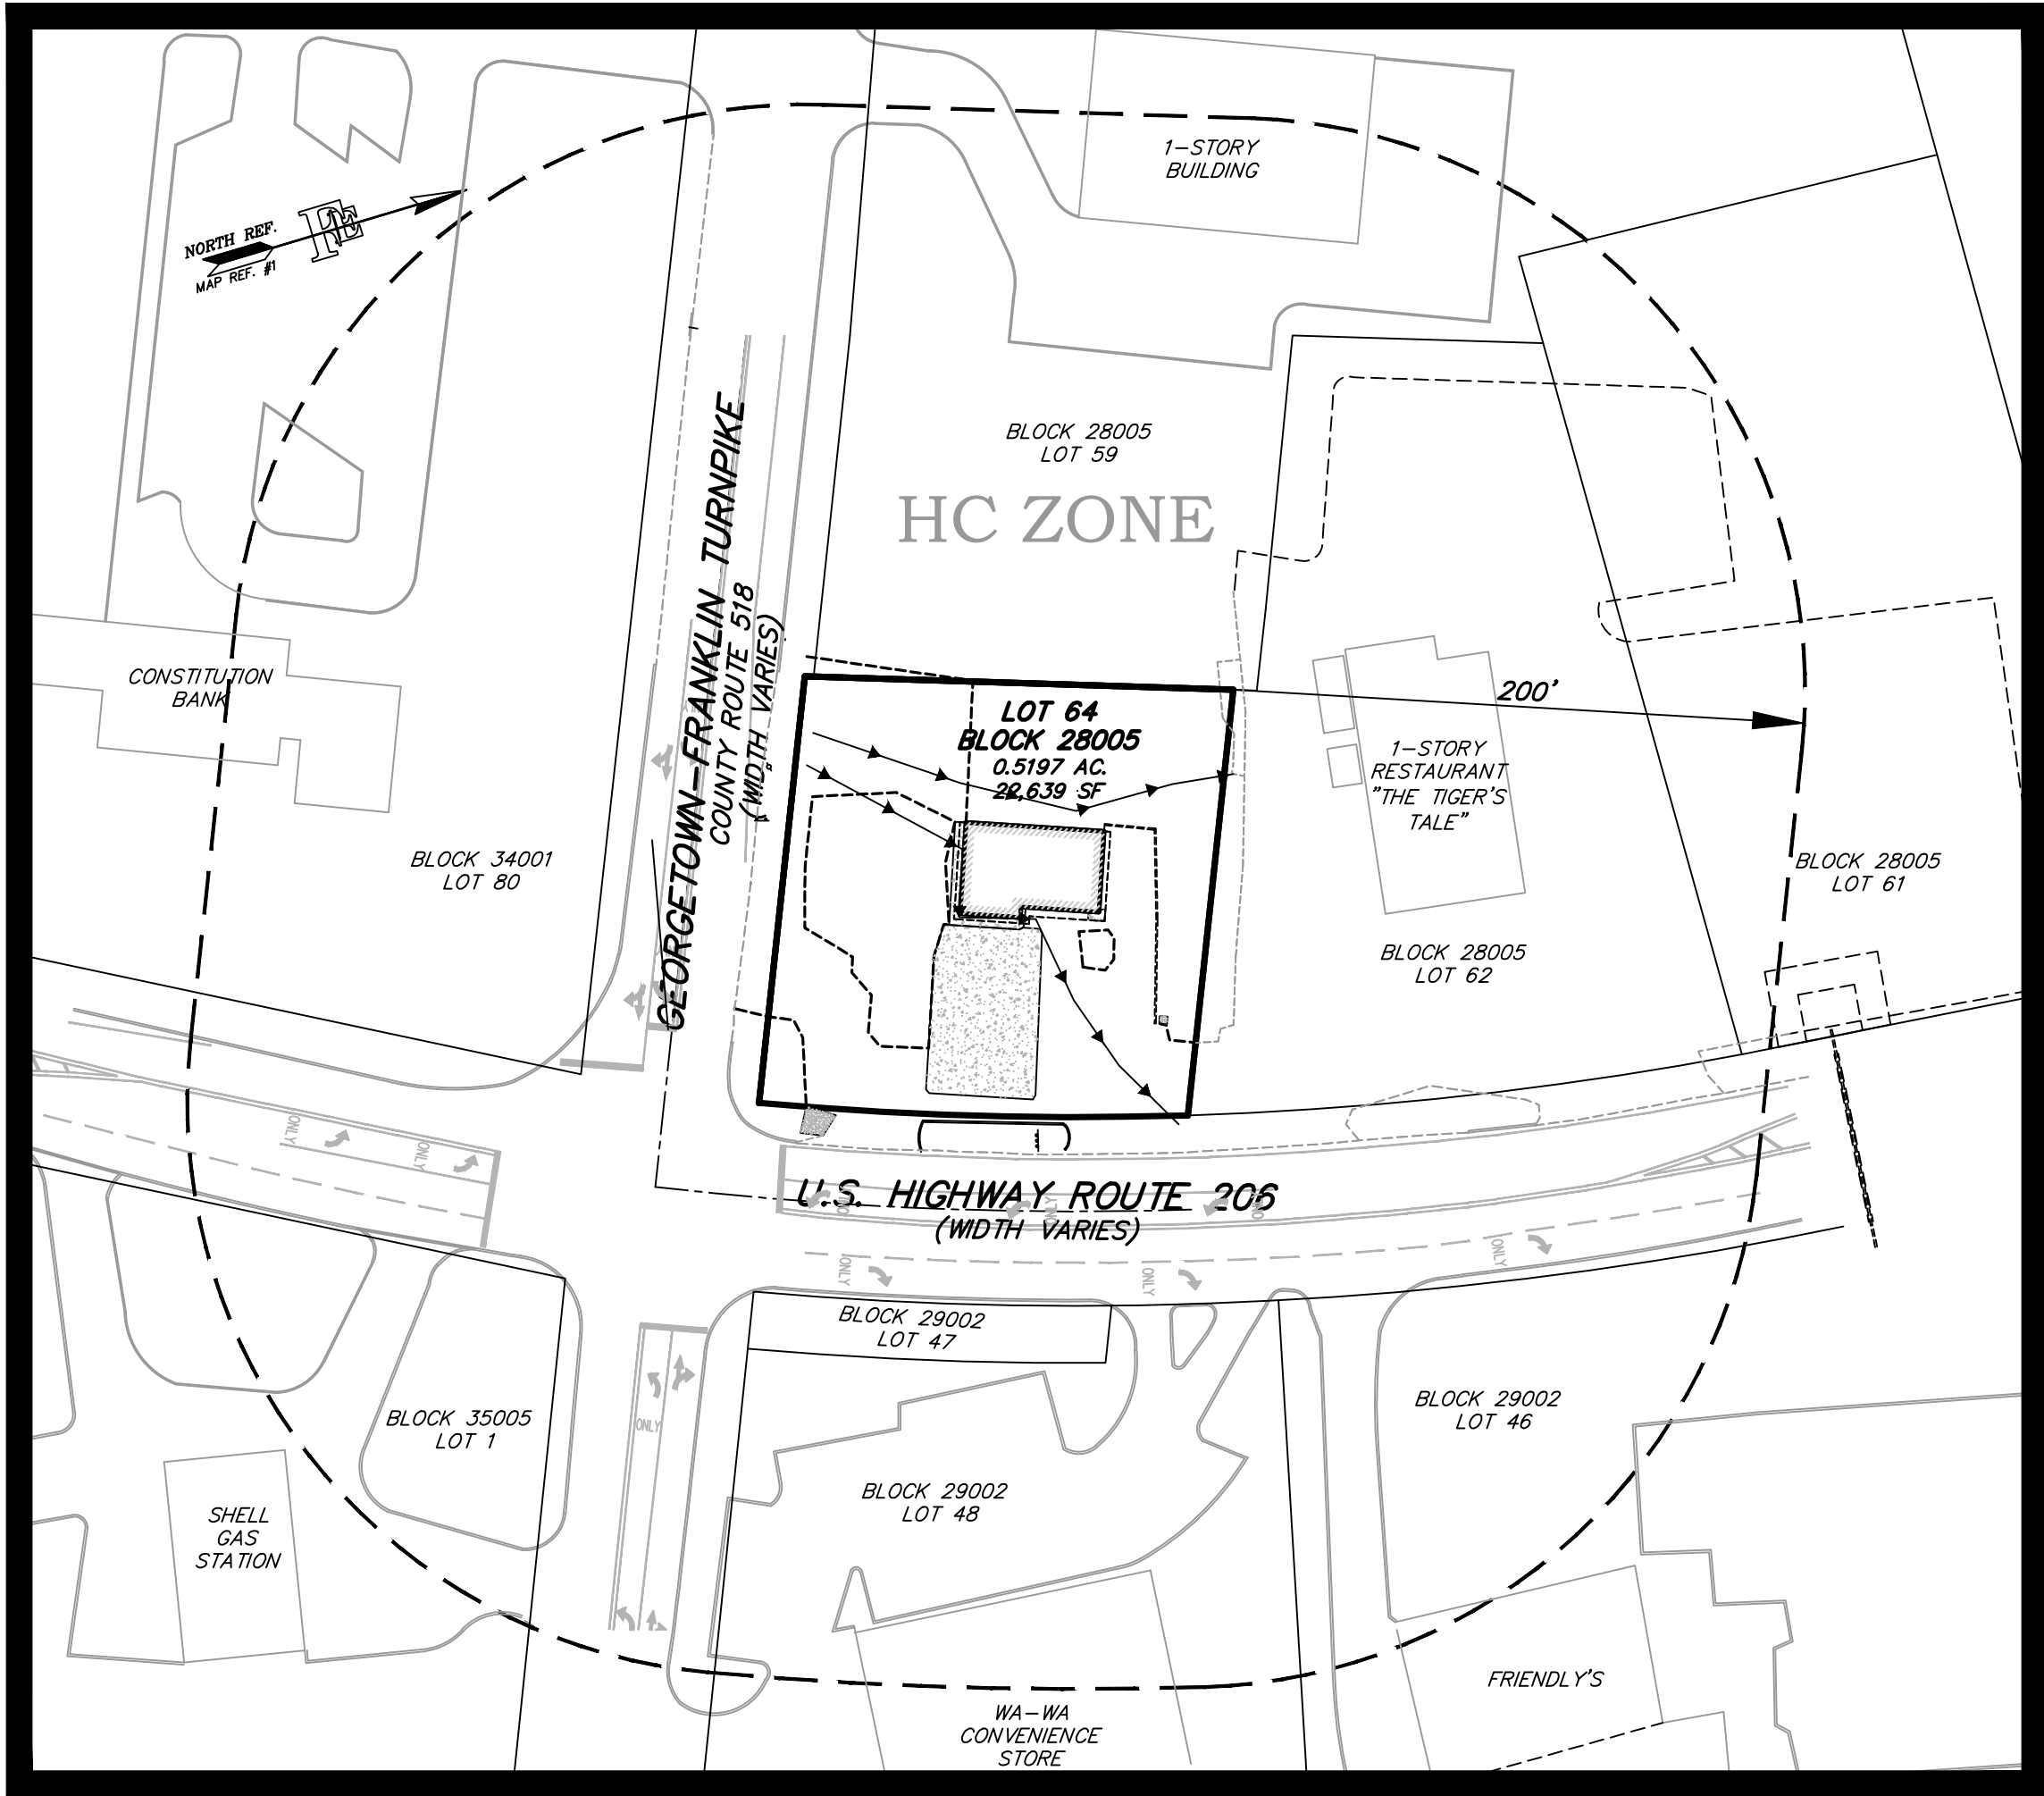 1-STORY
BUILDING
NORTH REF.
MAP REF. #1
BLOCK 28005
LOT 59
HC ZONE
GEORGETOWN-FRANKLIN TURNPIKE
COUNTY ROUTE 518
(WIDTH VARIES)
CONSTITUTION
BANK
LOT 64
BLOCK 28005
0.5197 AC.
22,639 SF
200'
1-STORY
RESTAURANT
"THE TIGER'S
TALE"
BLOCK 34001
LOT 80
BLOCK 28005
LOT 61
BLOCK 28005
LOT 62
ONLY
ONLY
U.S. HIGHWAY ROUTE 206
(WIDTH VARIES)
ONLY
ONLY
ONLY
ONLY
ONLY
ONLY
BLOCK 29002
LOT 47
BLOCK 35005
LOT 1
ONLY
BLOCK 29002
LOT 46
BLOCK 29002
LOT 48
SHELL
GAS
STATION
FRIENDLY'S
WA-WA
CONVENIENCE
STORE